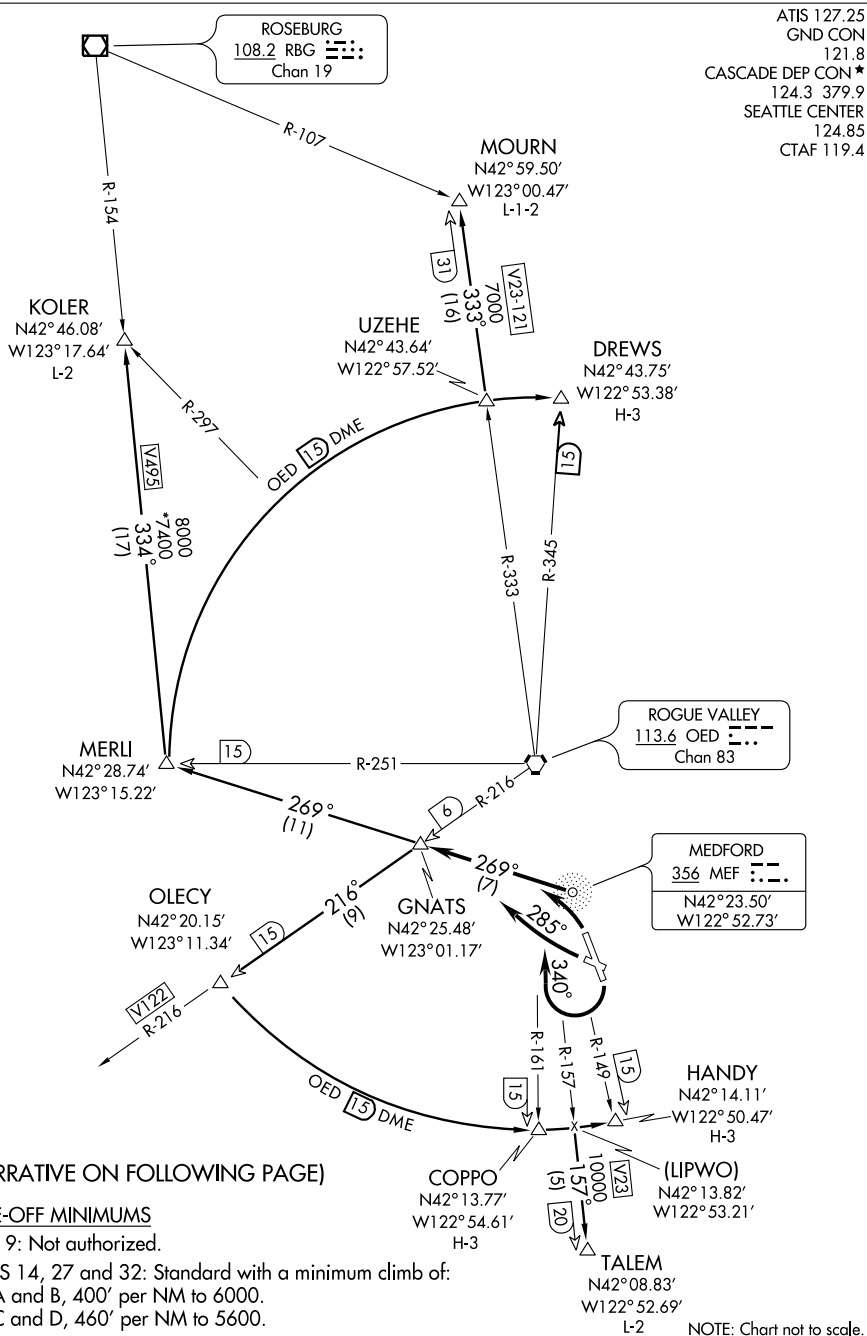 ATIS 127.25
GND CON
121.8
CASCADE DEP CON★
124.3 379.9
SEATTLE CENTER
124.85
CTAF 119.4
ROSEBURG
108.2 RBG
Chan 19
R-107
R-154
MOURN
N42°59.50'
W123°00.47'
L-1-2
31
V23-121
7000
333°
(16)
KOLER
N42°46.08'
W123°17.64'
L-2
UZEHE
N42°43.64'
W122°57.52'
DREWS
N42°43.75'
W122°53.38'
H-3
R-297
OED 15 DME
15
V495
8000
*7400
334°
(17)
R-333
R-345
ROGUE VALLEY
113.6 OED
Chan 83
MERLI
N42°28.74'
W123°15.22'
15
R-251
R-216
6
269°
(11)
269°
(7)
MEDFORD
356 MEF
N42°23.50'
W122°52.73'
OLECY
N42°20.15'
W123°11.34'
216°
(9)
GNATS
N42°25.48'
W123°01.17'
285°
15
340°
V122
R-216
R-161
R-157
R-149
15
OED 15 DME
15
HANDY
N42°14.11'
W122°50.47'
H-3
X
COPPO
N42°13.77'
W122°54.61'
H-3
V23
10000
157°
(5)
20
(LIPWO)
N42°13.82'
W122°53.21'
TALEM
N42°08.83'
W122°52.69'
L-2
RRATIVE ON FOLLOWING PAGE)
E-OFF MINIMUMS
9: Not authorized.
S 14, 27 and 32: Standard with a minimum climb of:
A and B, 400' per NM to 6000.
C and D, 460' per NM to 5600.
NOTE: Chart not to scale.